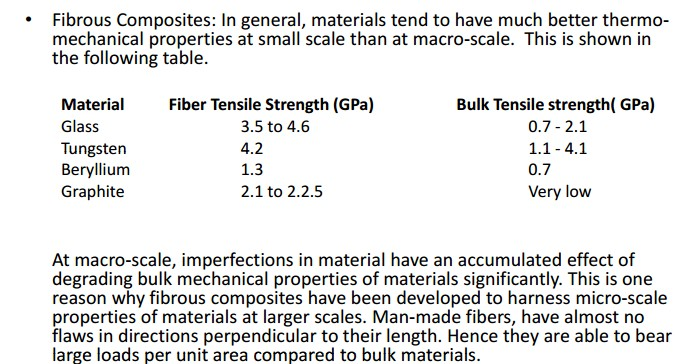 • Fibrous Composites: In general, materials tend to have much better thermo-
mechanical properties at small scale than at macro-scale. This is shown in
the following table.
Material Fiber Tensile Strength (GPa) Bulk Tensile strength( GPa)
Glass 3.5 to 4.6 0.7 - 2.1
Tungsten 4.2 1.1 - 4.1
Beryllium 1.3 0.7
Graphite 2.1 to 2.2.5 Very low
At macro-scale, imperfections in material have an accumulated effect of
degrading bulk mechanical properties of materials significantly. This is one
reason why fibrous composites have been developed to harness micro-scale
properties of materials at larger scales. Man-made fibers, have almost no
flaws in directions perpendicular to their length. Hence they are able to bear
large loads per unit area compared to bulk materials.